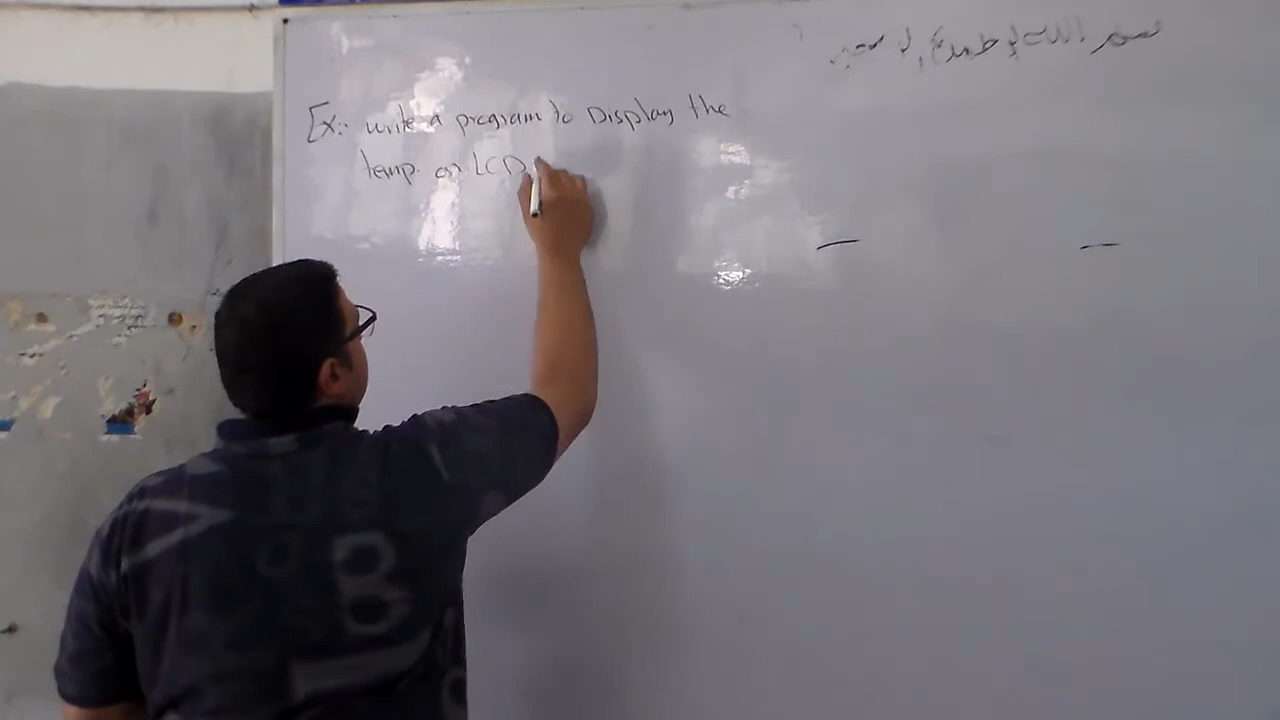 بسم الله الرحمن الرحيم
Ex:- write a program to Display the
temp. on LCD
B